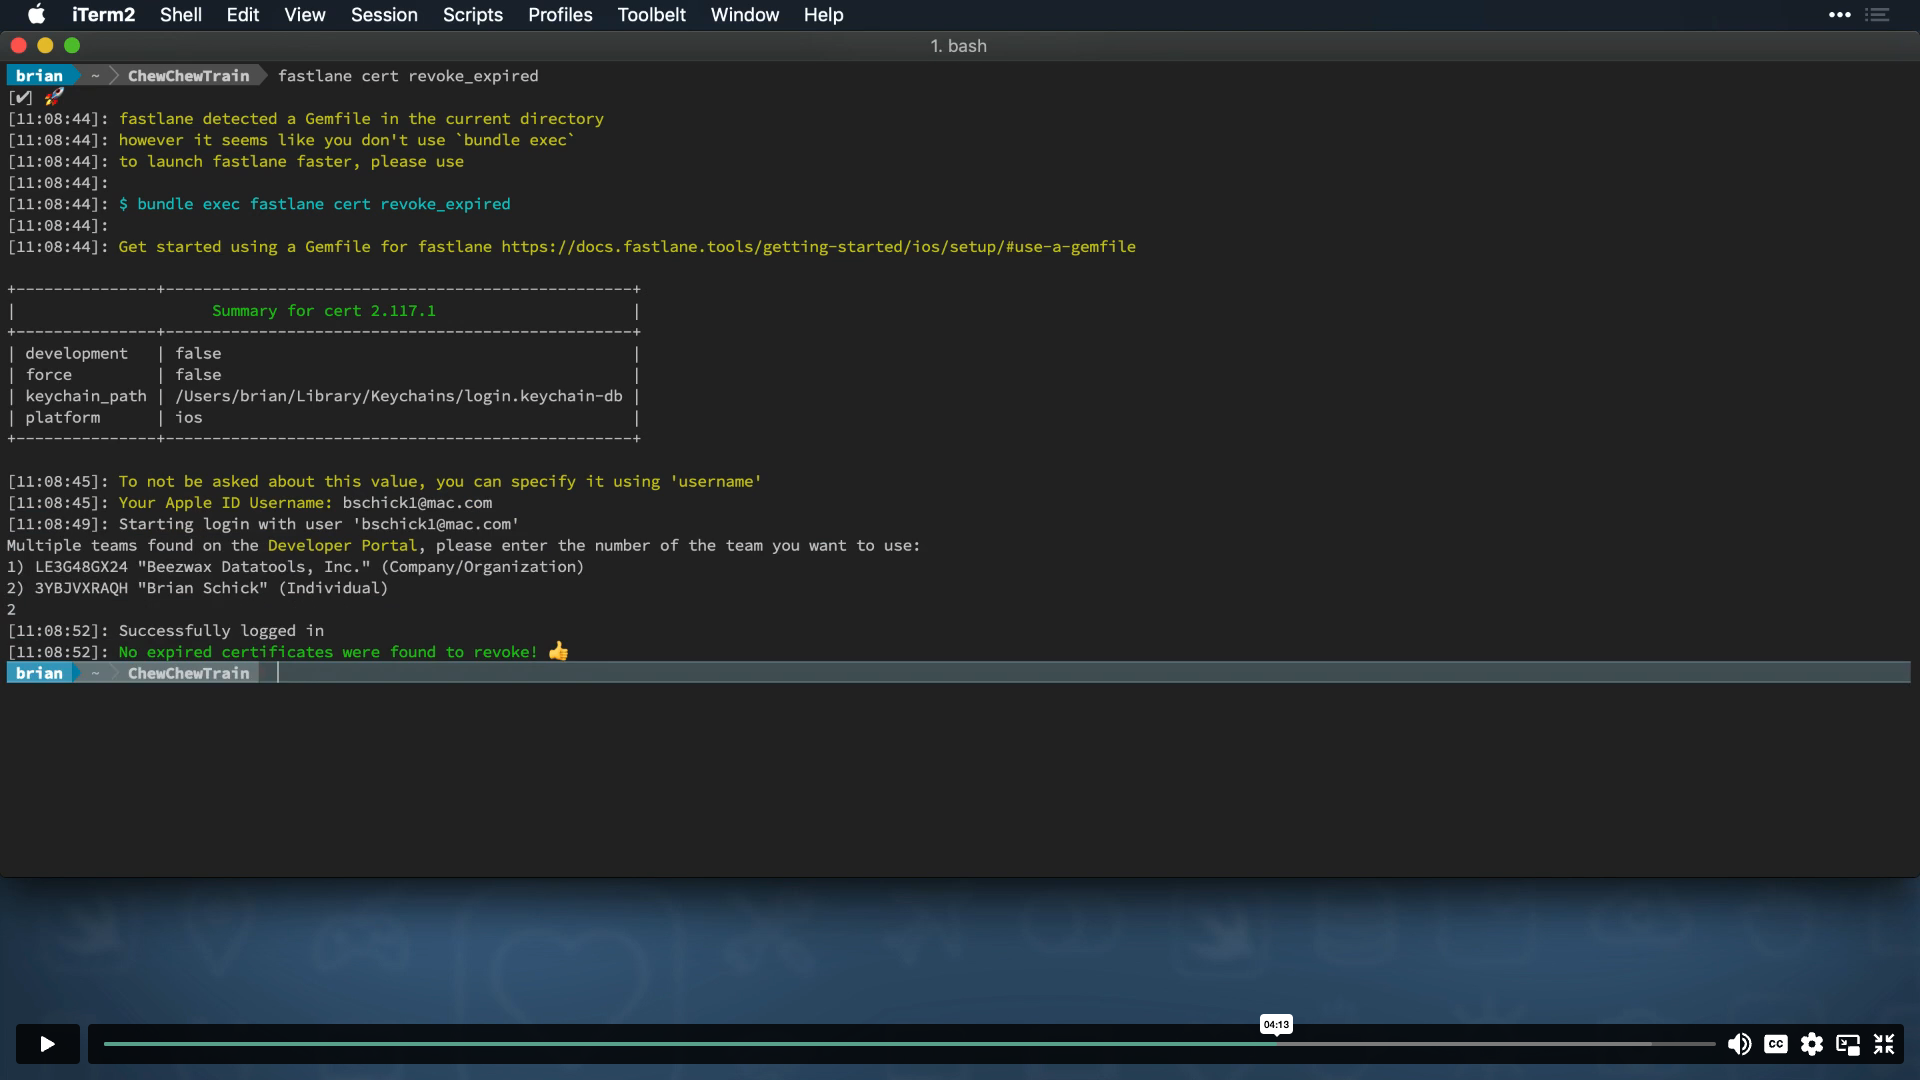 iTerm2 Shell Edit View Session Scripts Profiles Toolbelt Window Help
1. bash
brian ~ ChewChewTrain fastlane cert revoke_expired
[✔] 🚀
[11:08:44]: fastlane detected a Gemfile in the current directory
[11:08:44]: however it seems like you don't use `bundle exec`
[11:08:44]: to launch fastlane faster, please use
[11:08:44]:
[11:08:44]: $ bundle exec fastlane cert revoke_expired
[11:08:44]:
[11:08:44]: Get started using a Gemfile for fastlane https://docs.fastlane.tools/getting-started/ios/setup/#use-a-gemfile
+---------------+--------------------------------------------------+
| Summary for cert 2.117.1 |
+---------------+--------------------------------------------------+
| development | false |
| force | false |
| keychain_path | /Users/brian/Library/Keychains/login.keychain-db |
| platform | ios |
+---------------+--------------------------------------------------+
[11:08:45]: To not be asked about this value, you can specify it using 'username'
[11:08:45]: Your Apple ID Username: bschick1@mac.com
[11:08:49]: Starting login with user 'bschick1@mac.com'
Multiple teams found on the Developer Portal, please enter the number of the team you want to use:
1) LE3G48GX24 "Beezwax Datatools, Inc." (Company/Organization)
2) 3YBJVXRAQH "Brian Schick" (Individual)
2
[11:08:52]: Successfully logged in
[11:08:52]: No expired certificates were found to revoke! 👍
brian ~ ChewChewTrain
04:13
CC